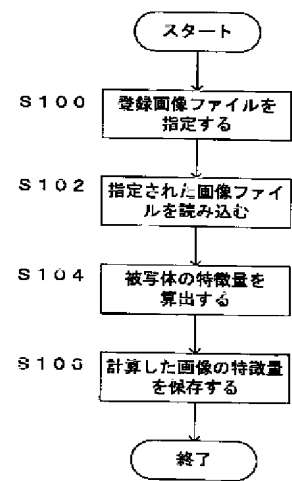 スタート
S100
登録画像ファイルを
指定する
S102
指定された画像ファイ
ルを読み込む
S104
被写体の特徴量を
算出する
S106
計算した画像の特徴量
を保存する
終了